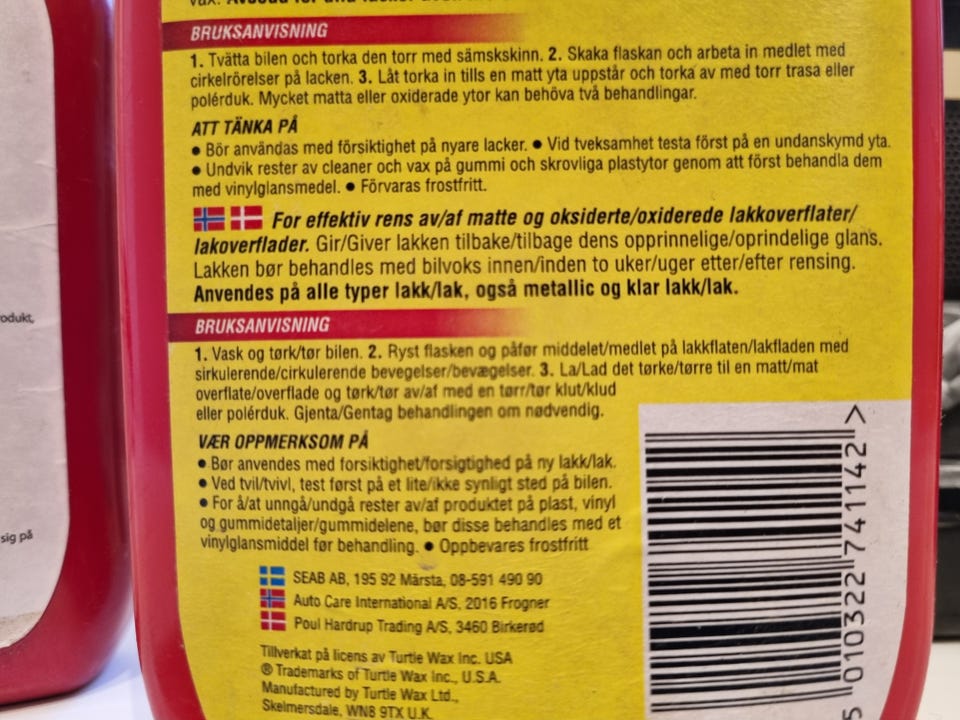 vax. Avsedd för alla lacker även
BRUKSANVISNING
1. Tvätta bilen och torka den torr med sämskskinn. 2. Skaka flaskan och arbeta in medlet med
cirkelrörelser på lacken. 3. Låt torka in tills en matt yta uppstår och torka av med torr trasa eller
polérduk. Mycket matta eller oxiderade ytor kan behöva två behandlingar.
ATT TÄNKA PÅ
● Bör användas med försiktighet på nyare lacker. ● Vid tveksamhet testa först på en undanskymd yta.
● Undvik rester av cleaner och vax på gummi och skrovliga plastytor genom att först behandla dem
med vinylglansmedel. ● Förvaras frostfritt.
For effektiv rens av/af matte og oksiderte/oxiderede lakkoverflater/
lakoverflader. Gir/Giver lakken tilbake/tilbage dens opprinnelige/oprindelige glans.
Lakken bør behandles med bilvoks innen/inden to uker/uger etter/efter rensing.
Anvendes på alle typer lakk/lak, også metallic og klar lakk/lak.
BRUKSANVISNING
1. Vask og tørk/tør bilen. 2. Ryst flasken og påfør middelet/medlet på lakkflaten/lakfladen med
sirkulerende/cirkulerende bevegelser/bevægelser. 3. La/Lad det tørke/tørre til en matt/mat
overflate/overflade og tørk/tør av/af med en tørr/tør klut/klud
eller polérduk. Gjenta/Gentag behandlingen om nødvendig.
VÆR OPPMERKSOM PÅ
● Bør anvendes med forsiktighet/forsigtighed på ny lakk/lak.
● Ved tvil/tvivl, test først på et lite/ikke synligt sted på bilen.
● For å/at unngå/undgå rester av/af produktet på plast, vinyl
og gummidetaljer/gummidelene, bør disse behandles med et
vinylglansmiddel før behandling. ● Oppbevares frostfritt
SEAB AB, 195 92 Märsta, 08-591 490 90
Auto Care International A/S, 2016 Frogner
Poul Hardrup Trading A/S, 3460 Birkerød
Tillverkat på licens av Turtle Wax Inc. USA
® Trademarks of Turtle Wax Inc., U.S.A.
Manufactured by Turtle Wax Ltd.,
Skelmersdale, WN8 9TX U.K.
5 010322 741142 >
odukt,
sig på